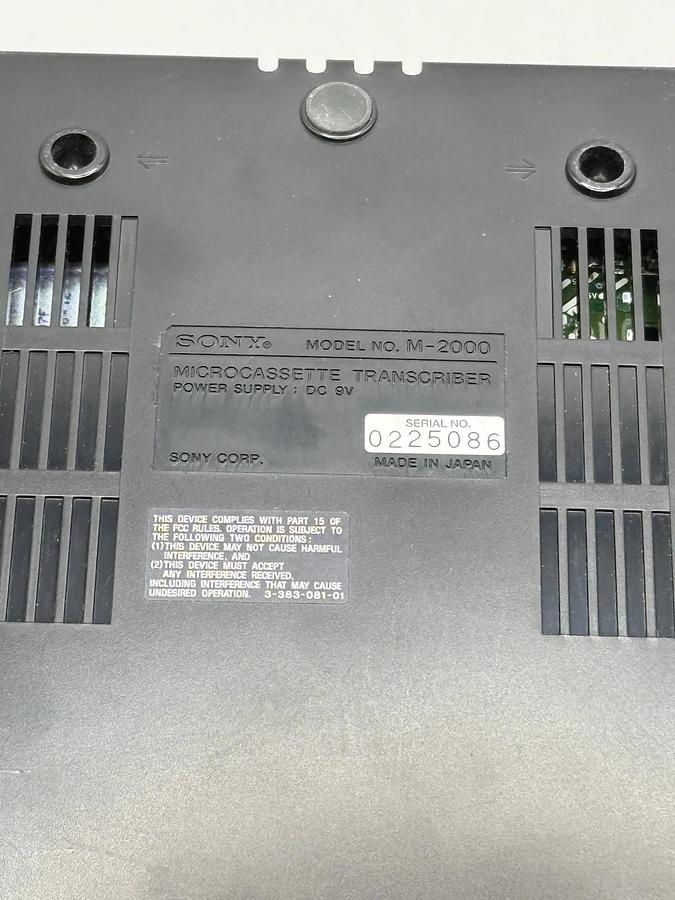 SONY® MODEL NO. M-2000
MICROCASSETTE TRANSCRIBER
POWER SUPPLY : DC 9V
SERIAL NO.
0225086
SONY CORP. MADE IN JAPAN
THIS DEVICE COMPLIES WITH PART 15 OF
THE FCC RULES. OPERATION IS SUBJECT TO
THE FOLLOWING TWO CONDITIONS:
(1) THIS DEVICE MAY NOT CAUSE HARMFUL
INTERFERENCE, AND
(2) THIS DEVICE MUST ACCEPT
ANY INTERFERENCE RECEIVED,
INCLUDING INTERFERENCE THAT MAY CAUSE
UNDESIRED OPERATION. 3-383-081-01